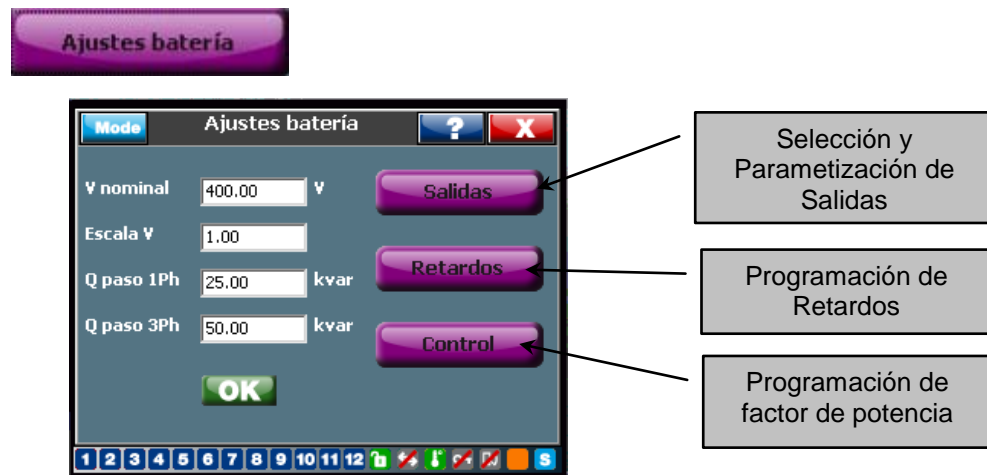 Ajustes batería
Mode Ajustes batería ? X
V nominal 400.00 V Salidas
Escala V 1.00
Q paso 1Ph 25.00 kvar Retardos
Q paso 3Ph 50.00 kvar Control
OK
1 2 3 4 5 6 7 8 9 10 11 12 S
Selección y
Parametización de
Salidas
Programación de
Retardos
Programación de
factor de potencia